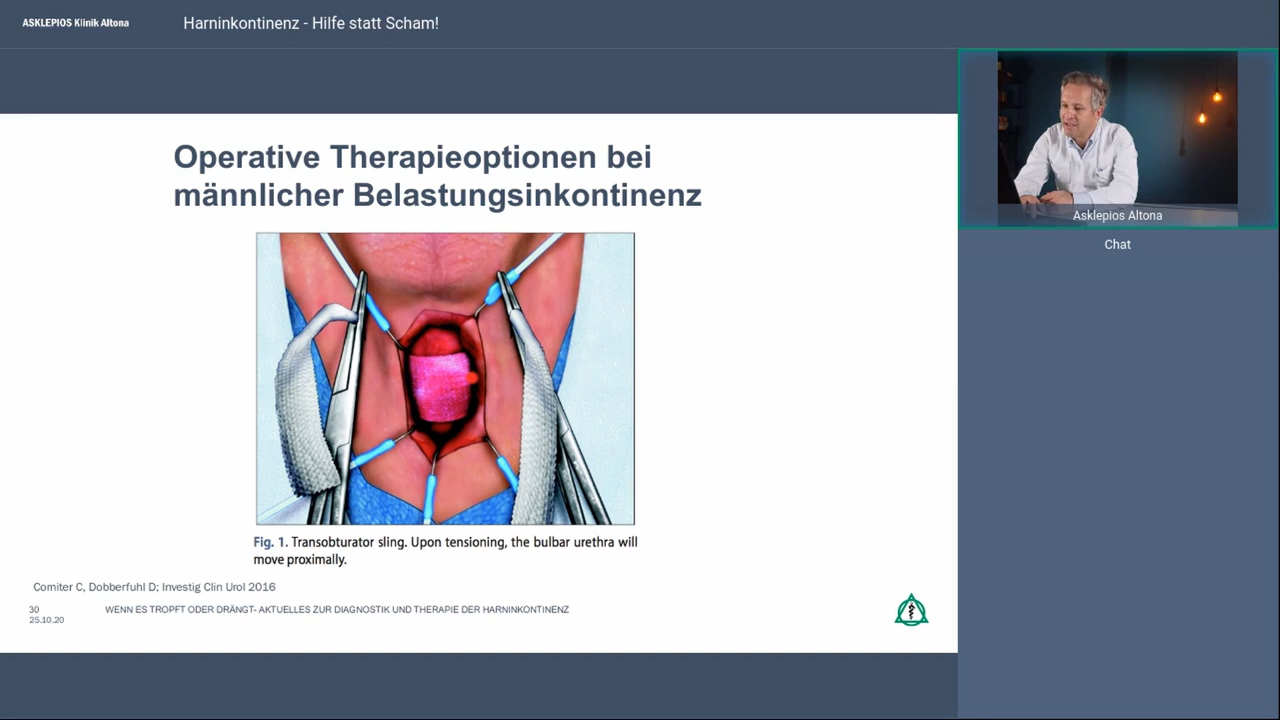 ASKLEPIOS Klinik Altona
Harninkontinenz - Hilfe statt Scham!
Operative Therapieoptionen bei
männlicher Belastungsinkontinenz
Fig. 1. Transobturator sling. Upon tensioning, the bulbar urethra will
move proximally.
Comiter C, Dobberfuhl D; Investig Clin Urol 2016
30
WENN ES TROPFT ODER DRÄNGT- AKTUELLES ZUR DIAGNOSTIK UND THERAPIE DER HARNINKONTINENZ
25.10.20
Asklepios Altona
Chat